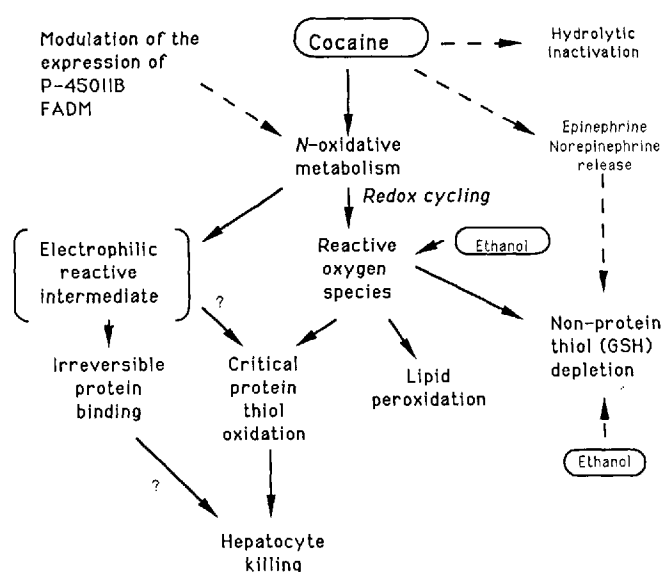 Modulation of the
expression of
P-450IIB
FADM
Cocaine
Hydrolytic
inactivation
Epinephrine
Norepinephrine
release
N-oxidative
metabolism
Redox cycling
Electrophilic
reactive
intermediate
Reactive
oxygen
species
Ethanol
?
Irreversible
protein
binding
Critical
protein
thiol
oxidation
Lipid
peroxidation
Non-protein
thiol (GSH)
depletion
Ethanol
?
Hepatocyte
killing